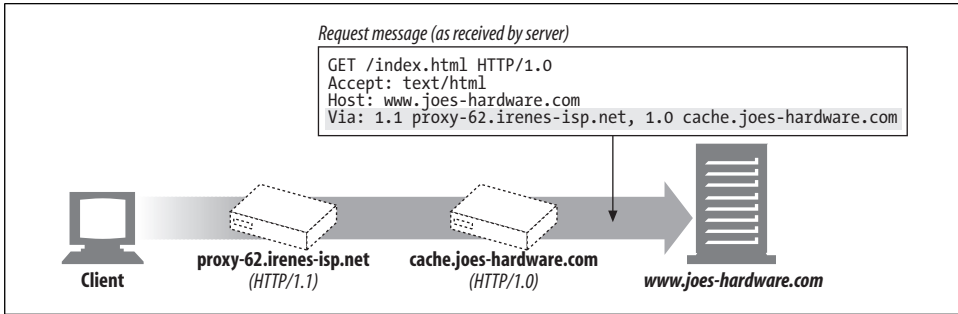 Request message (as received by server)
GET /index.html HTTP/1.0
Accept: text/html
Host: www.joes-hardware.com
Via: 1.1 proxy-62.irenes-isp.net, 1.0 cache.joes-hardware.com
Client
proxy-62.irenes-isp.net
(HTTP/1.1)
cache.joes-hardware.com
(HTTP/1.0)
www.joes-hardware.com